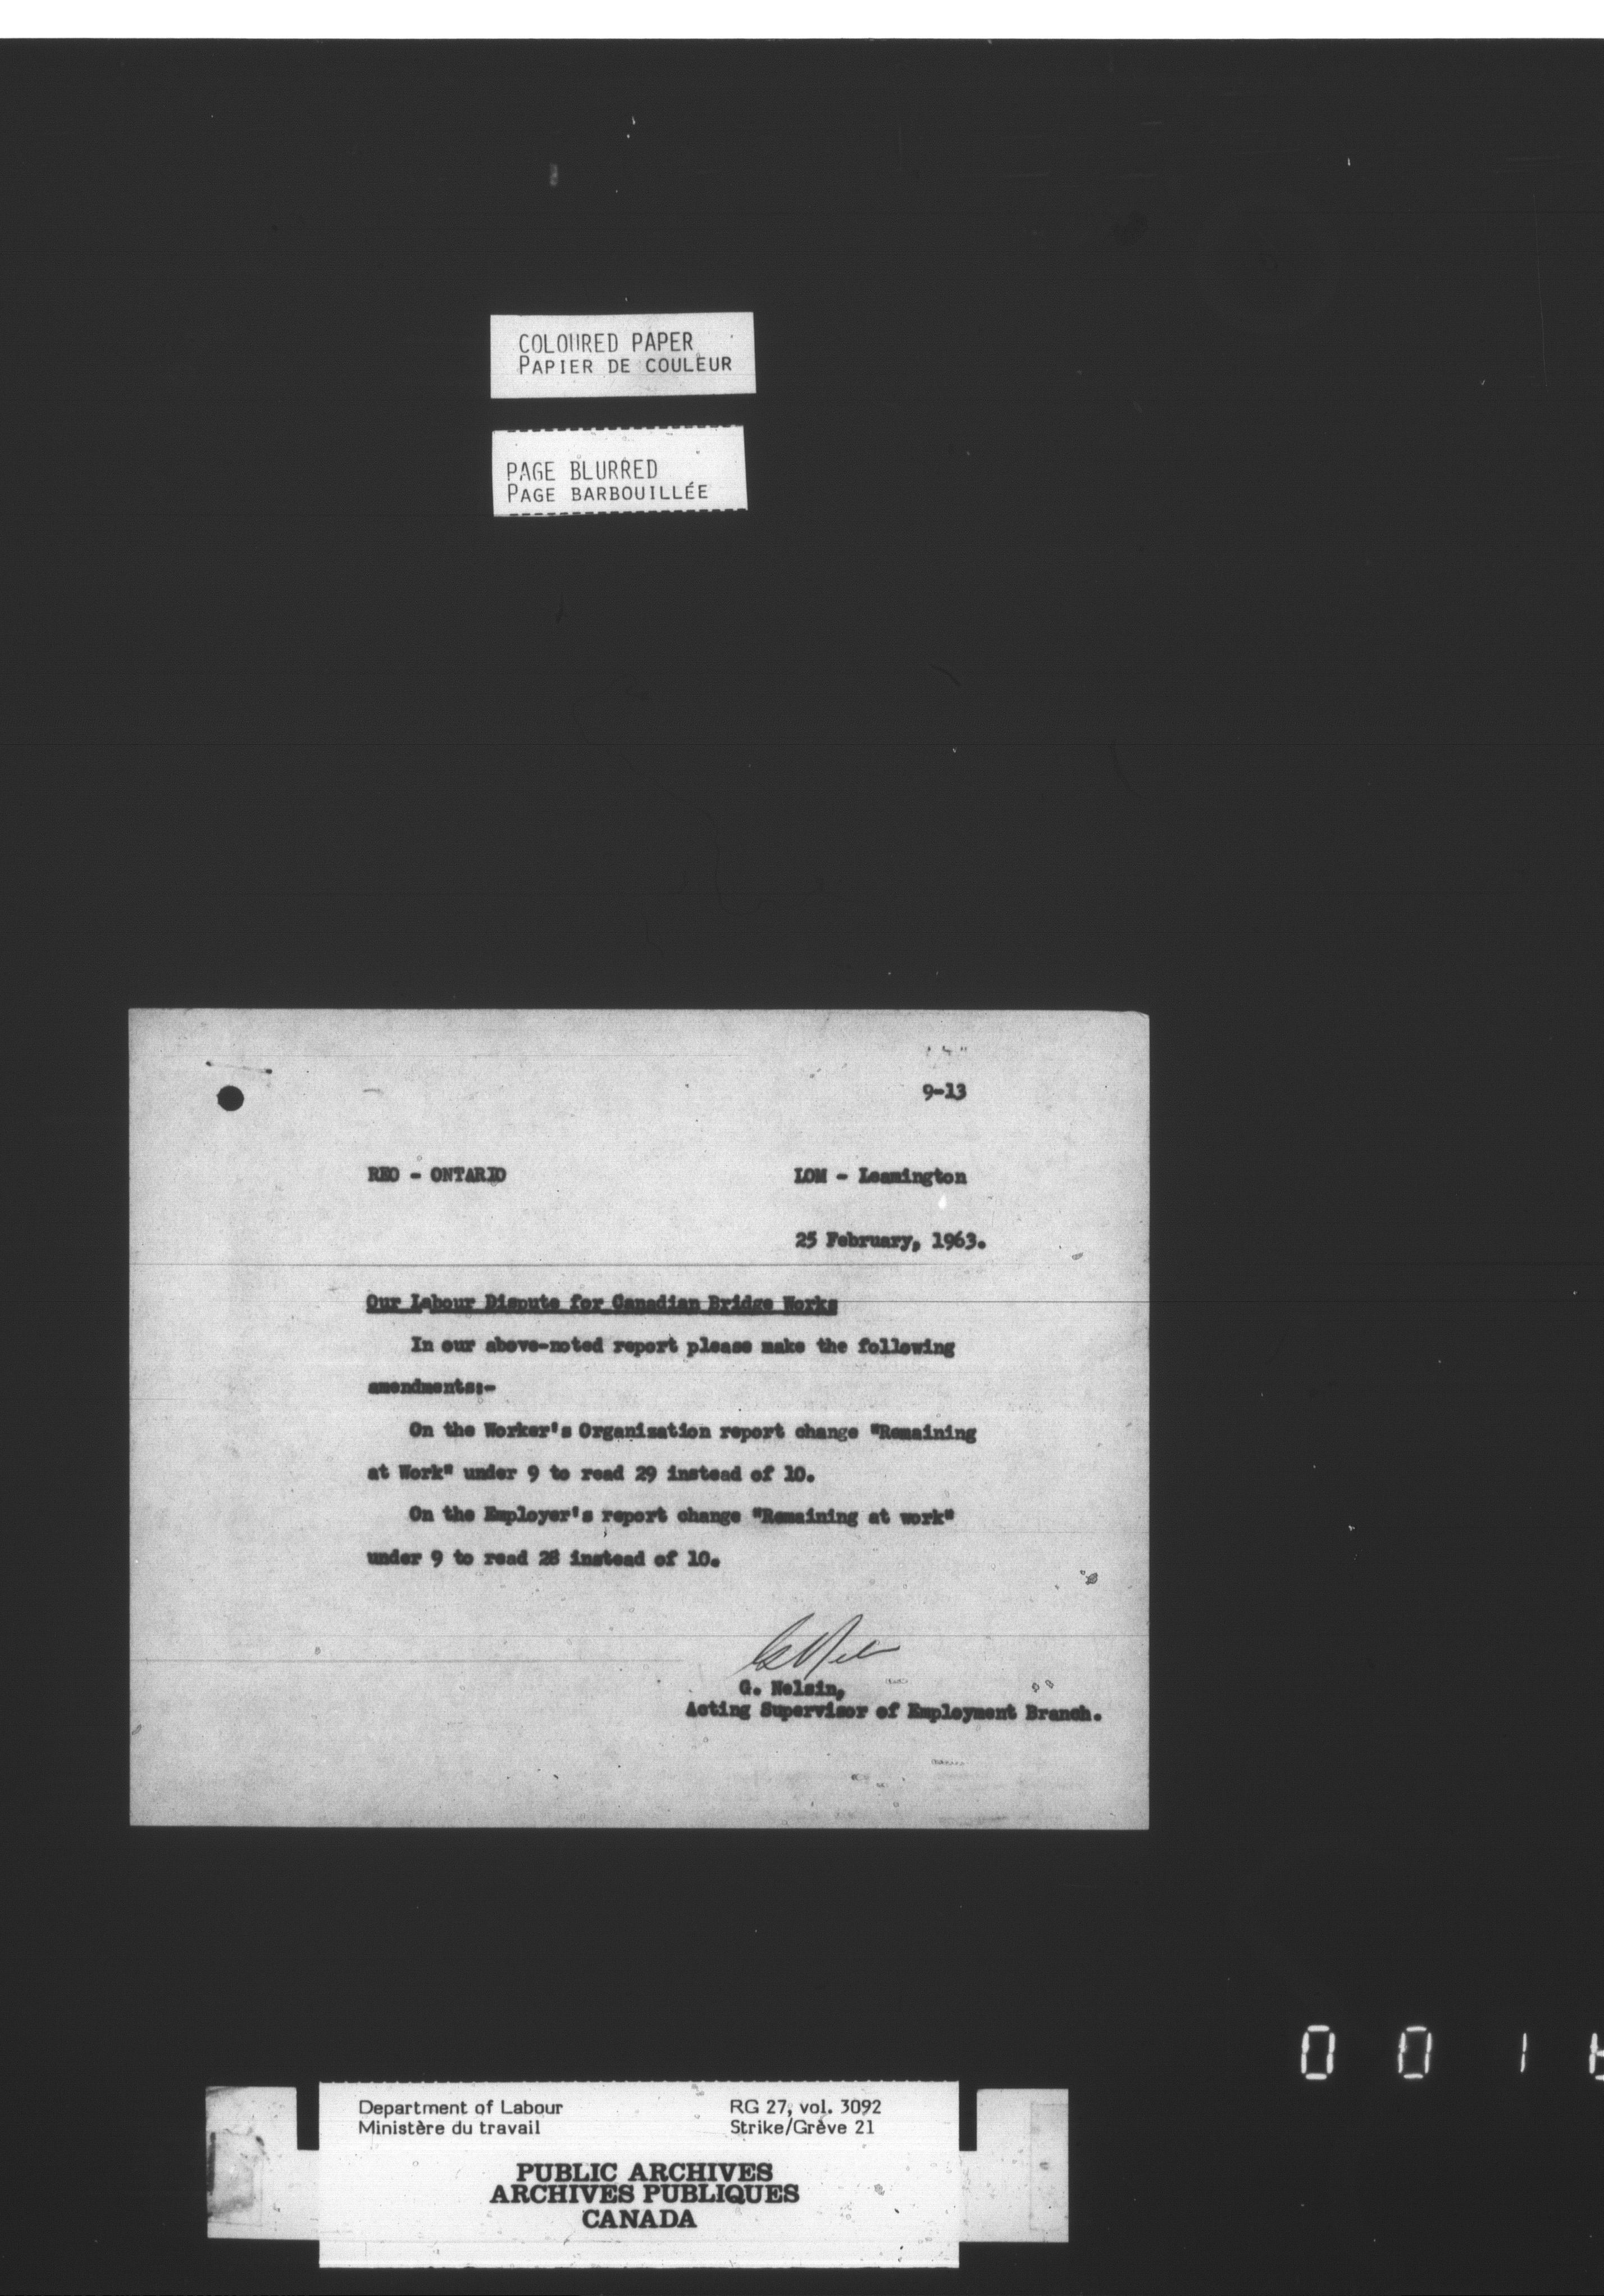 COLOURED PAPER
PAPIER DE COULEUR
PAGE BLURRED
PAGE BARBOUILLÉE
9-13
REO - ONTARIO
LOM - Leamington
25 February, 1963.
Our Labour Dispute for Canadian Bridge Works
In our above-noted report please make the following
amendments:-
On the Worker's Organization report change "Remaining
at Work" under 9 to read 29 instead of 10.
On the Employer's report change "Remaining at work"
under 9 to read 28 instead of 10.
G. Nelsin,
Acting Supervisor of Employment Branch.
0 0 1
Department of Labour
Ministère du travail
RG 27, vol. 3092
Strike/Grève 21
PUBLIC ARCHIVES
ARCHIVES PUBLIQUES
CANADA